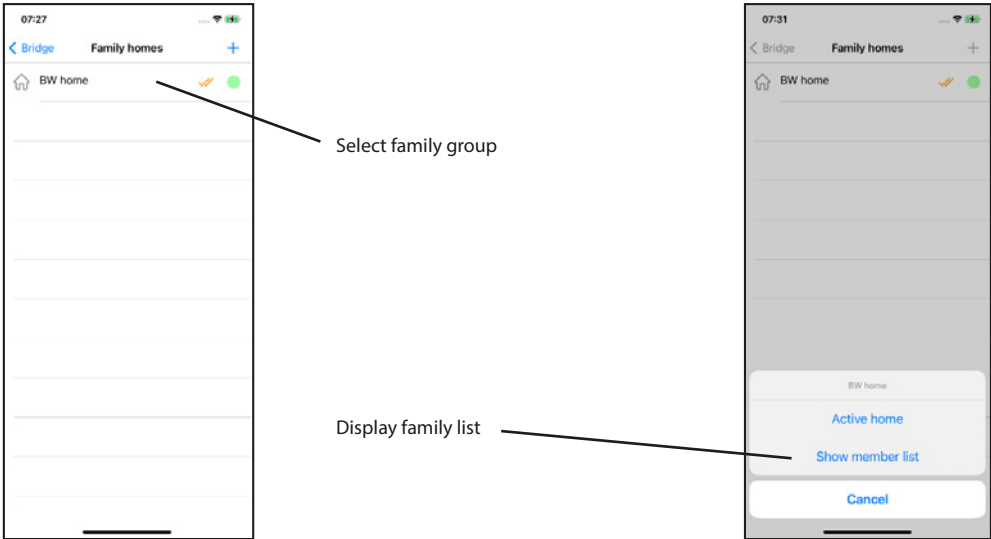 07:27
Bridge
Family homes
BW home
Select family group
Display family list
07:31
Bridge
Family homes
BW home
BW home
Active home
Show member list
Cancel